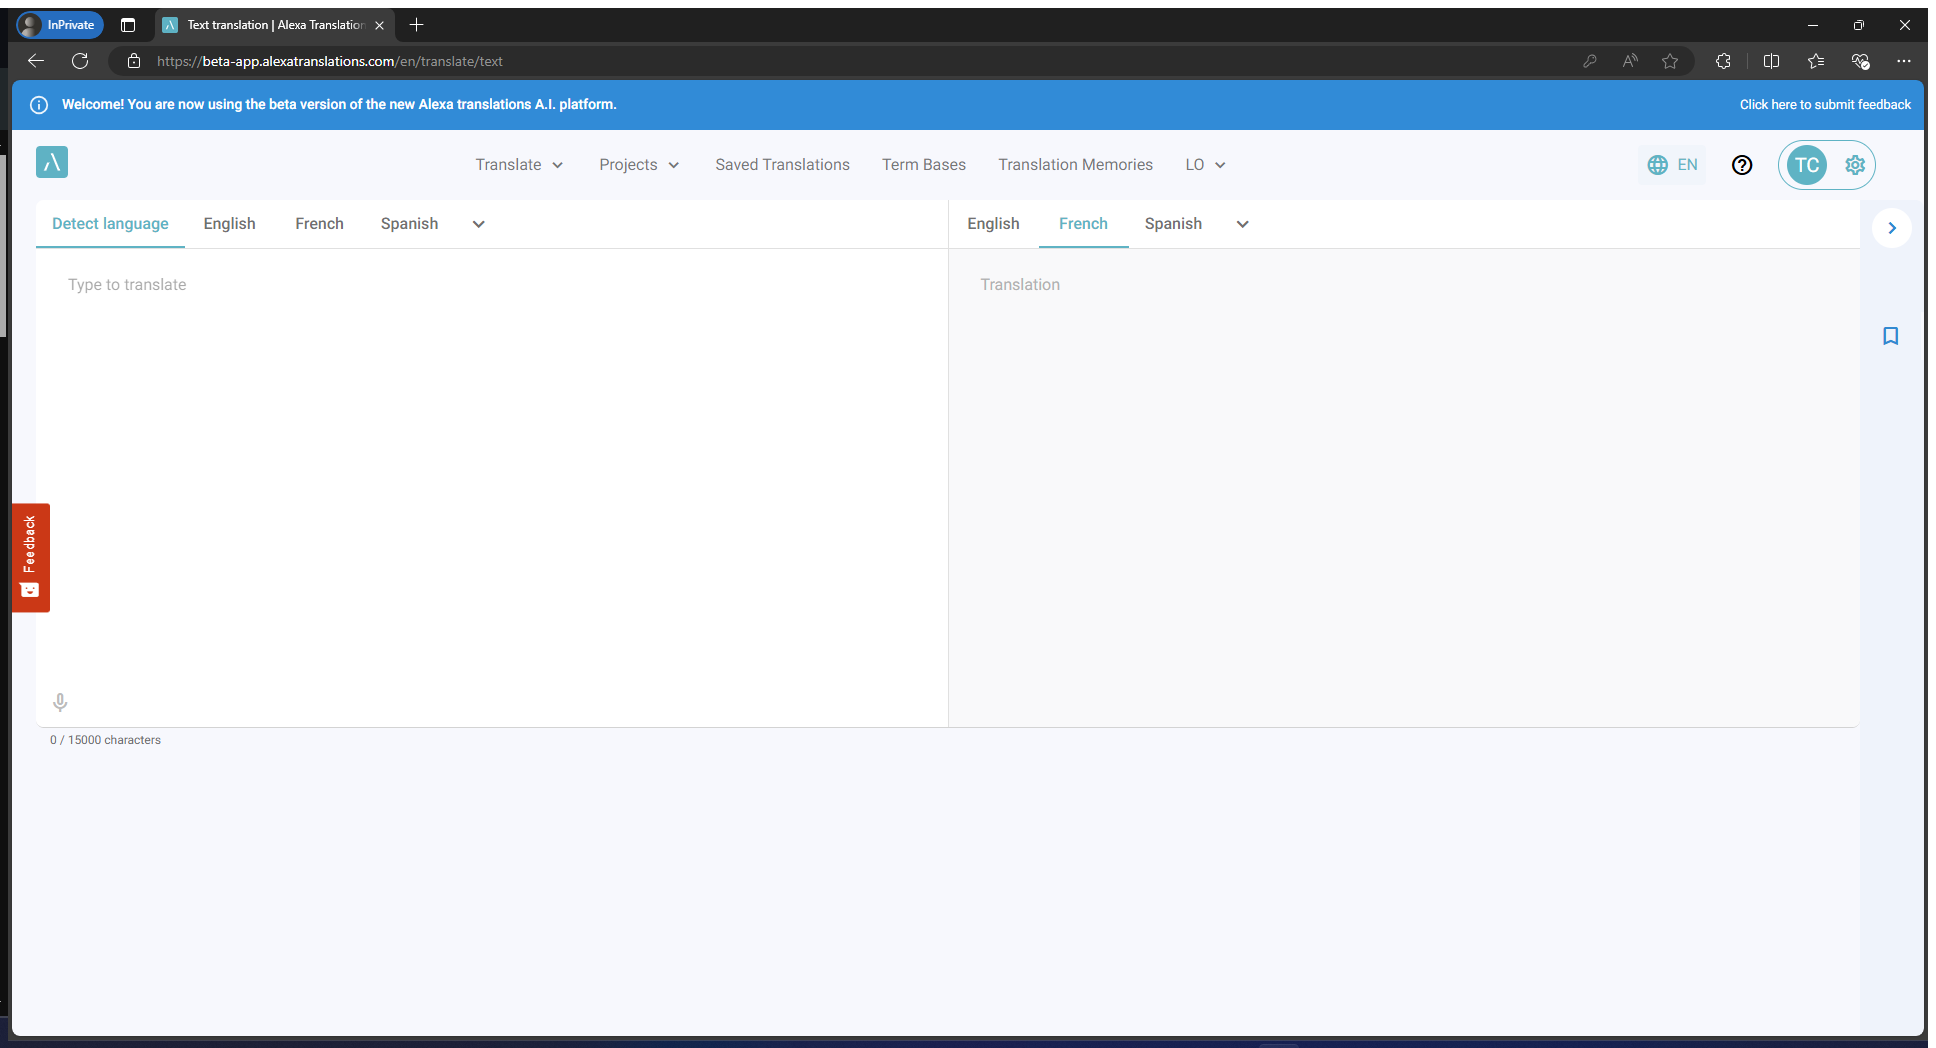 InPrivate
Text translation | Alexa Translation
https://beta-app.alexatranslations.com/en/translate/text
Welcome! You are now using the beta version of the new Alexa translations A.I. platform.
Click here to submit feedback
Translate
Projects
Saved Translations
Term Bases
Translation Memories
LO
EN
TC
Detect language
English
French
Spanish
English
French
Spanish
Type to translate
Translation
Feedback
0 / 15000 characters